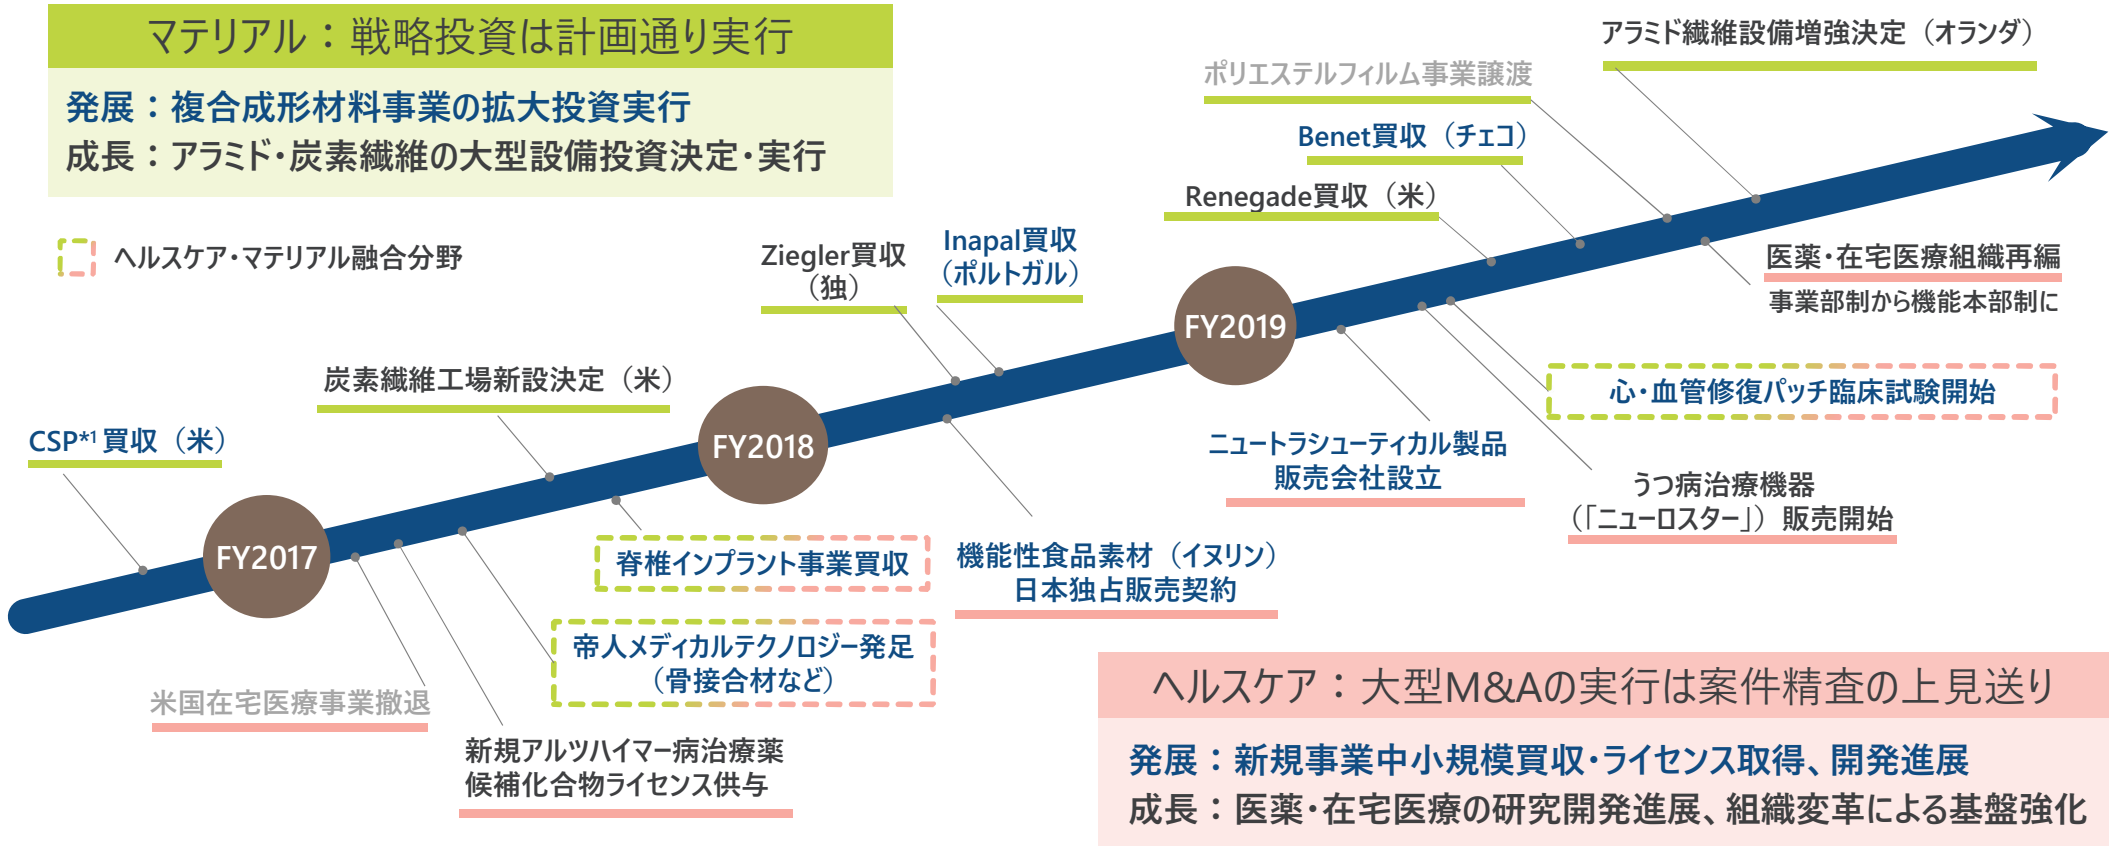 マテリアル：戦略投資は計画通り実行
発展：複合成形材料事業の拡大投資実行
成長：アラミド・炭素繊維の大型設備投資決定・実行
ヘルスケア・マテリアル融合分野
CSP*1 買収（米）
FY2017
炭素繊維工場新設決定（米）
FY2018
Ziegler買収
（独）
Inapal買収
（ポルトガル）
FY2019
Renegade買収（米）
Benet買収（チェコ）
ポリエステルフィルム事業譲渡
アラミド繊維設備増強決定（オランダ）
米国在宅医療事業撤退
新規アルツハイマー病治療薬
候補化合物ライセンス供与
帝人メディカルテクノロジー発足
（骨接合材など）
脊椎インプラント事業買収
機能性食品素材（イヌリン）
日本独占販売契約
ニュートラシューティカル製品
販売会社設立
うつ病治療機器
（「ニューロスター」）販売開始
心・血管修復パッチ臨床試験開始
医薬・在宅医療組織再編
事業部制から機能本部制に
ヘルスケア：大型M&Aの実行は案件精査の上見送り
発展：新規事業中小規模買収・ライセンス取得、開発進展
成長：医薬・在宅医療の研究開発進展、組織変革による基盤強化